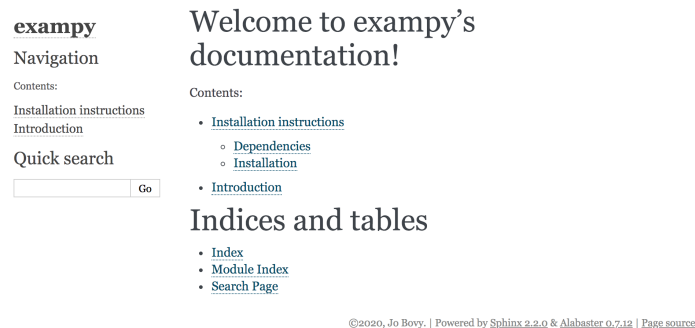 exampy
Navigation
Contents:
Installation instructions
Introduction
Quick search
Go
Welcome to exampy’s
documentation!
Contents:
Installation instructions
Dependencies
Installation
Introduction
Indices and tables
Index
Module Index
Search Page
©2020, Jo Bovy. | Powered by Sphinx 2.2.0 & Alabaster 0.7.12 | Page source